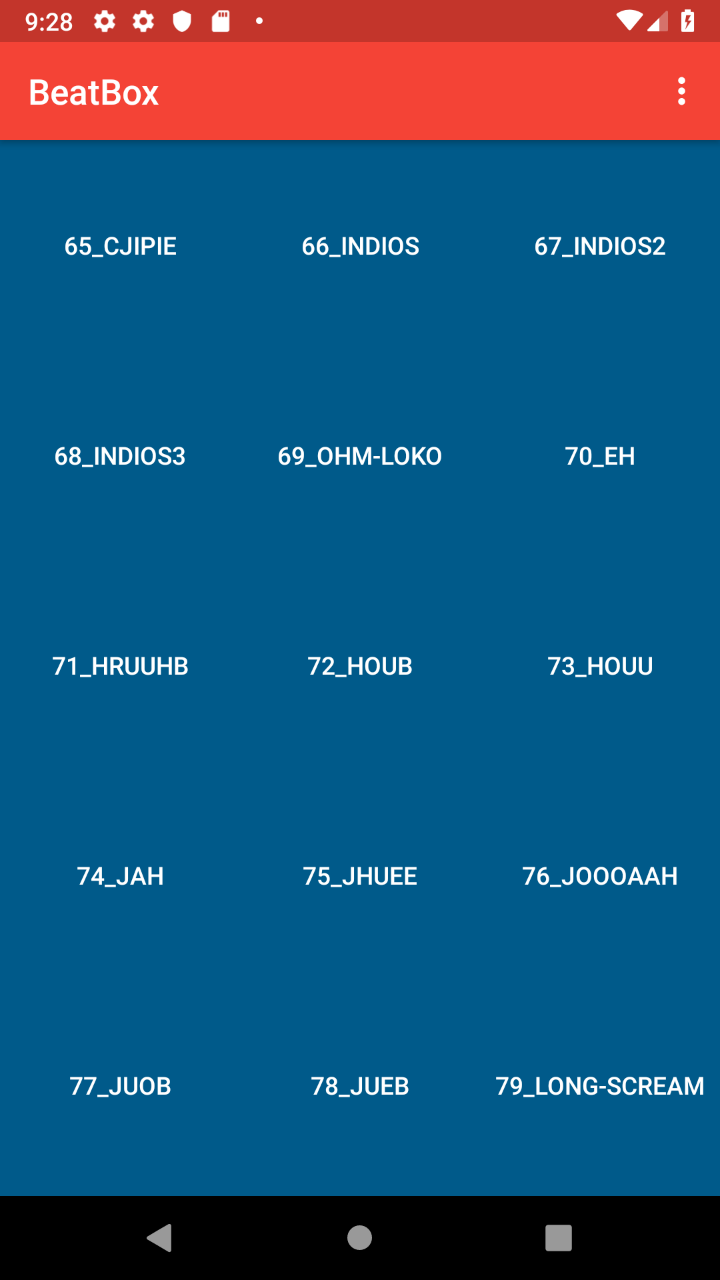 9:28
BeatBox
65_CJIPIE 66_INDIOS 67_INDIOS2
68_INDIOS3 69_OHM-LOKO 70_EH
71_HRUUHB 72_HOUB 73_HOUU
74_JAH 75_JHUEE 76_JOOOAAH
77_JUOB 78_JUEB 79_LONG-SCREAM